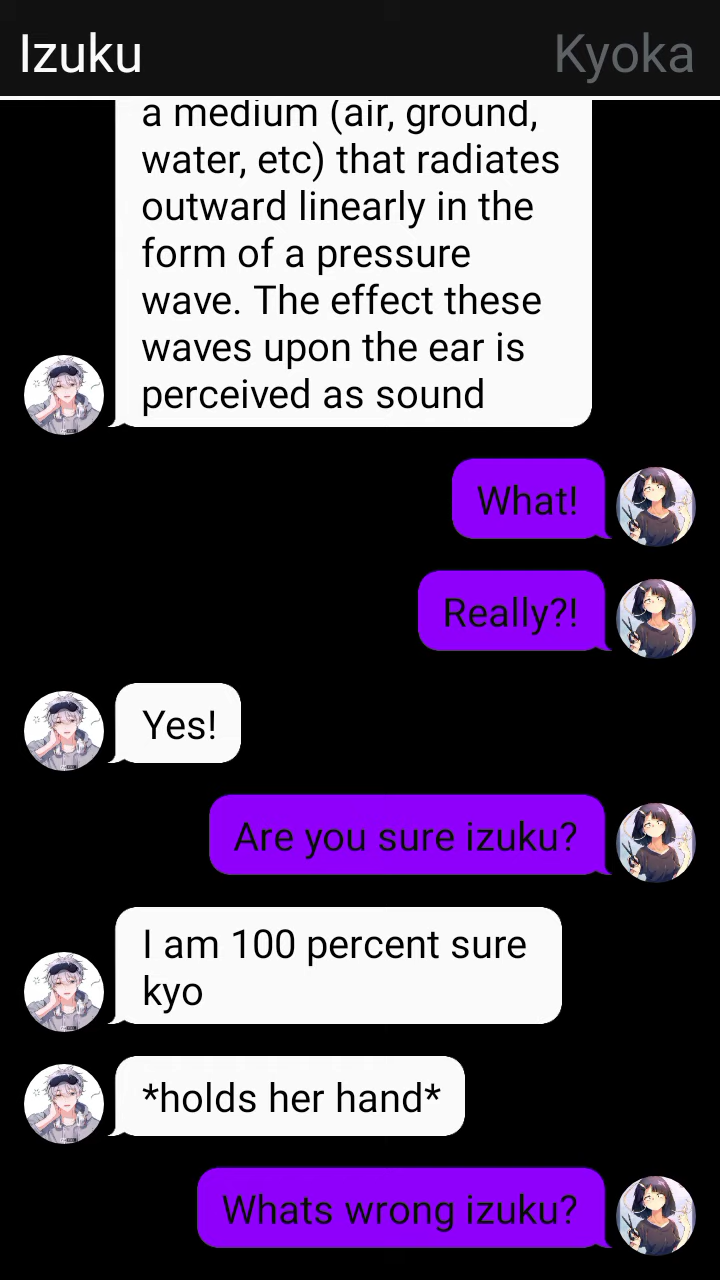 Izuku
Kyoka
a medium (air, ground,
water, etc) that radiates
outward linearly in the
form of a pressure
wave. The effect these
waves upon the ear is
perceived as sound
What!
Really?!
Yes!
Are you sure izuku?
I am 100 percent sure
kyo
*holds her hand*
Whats wrong izuku?